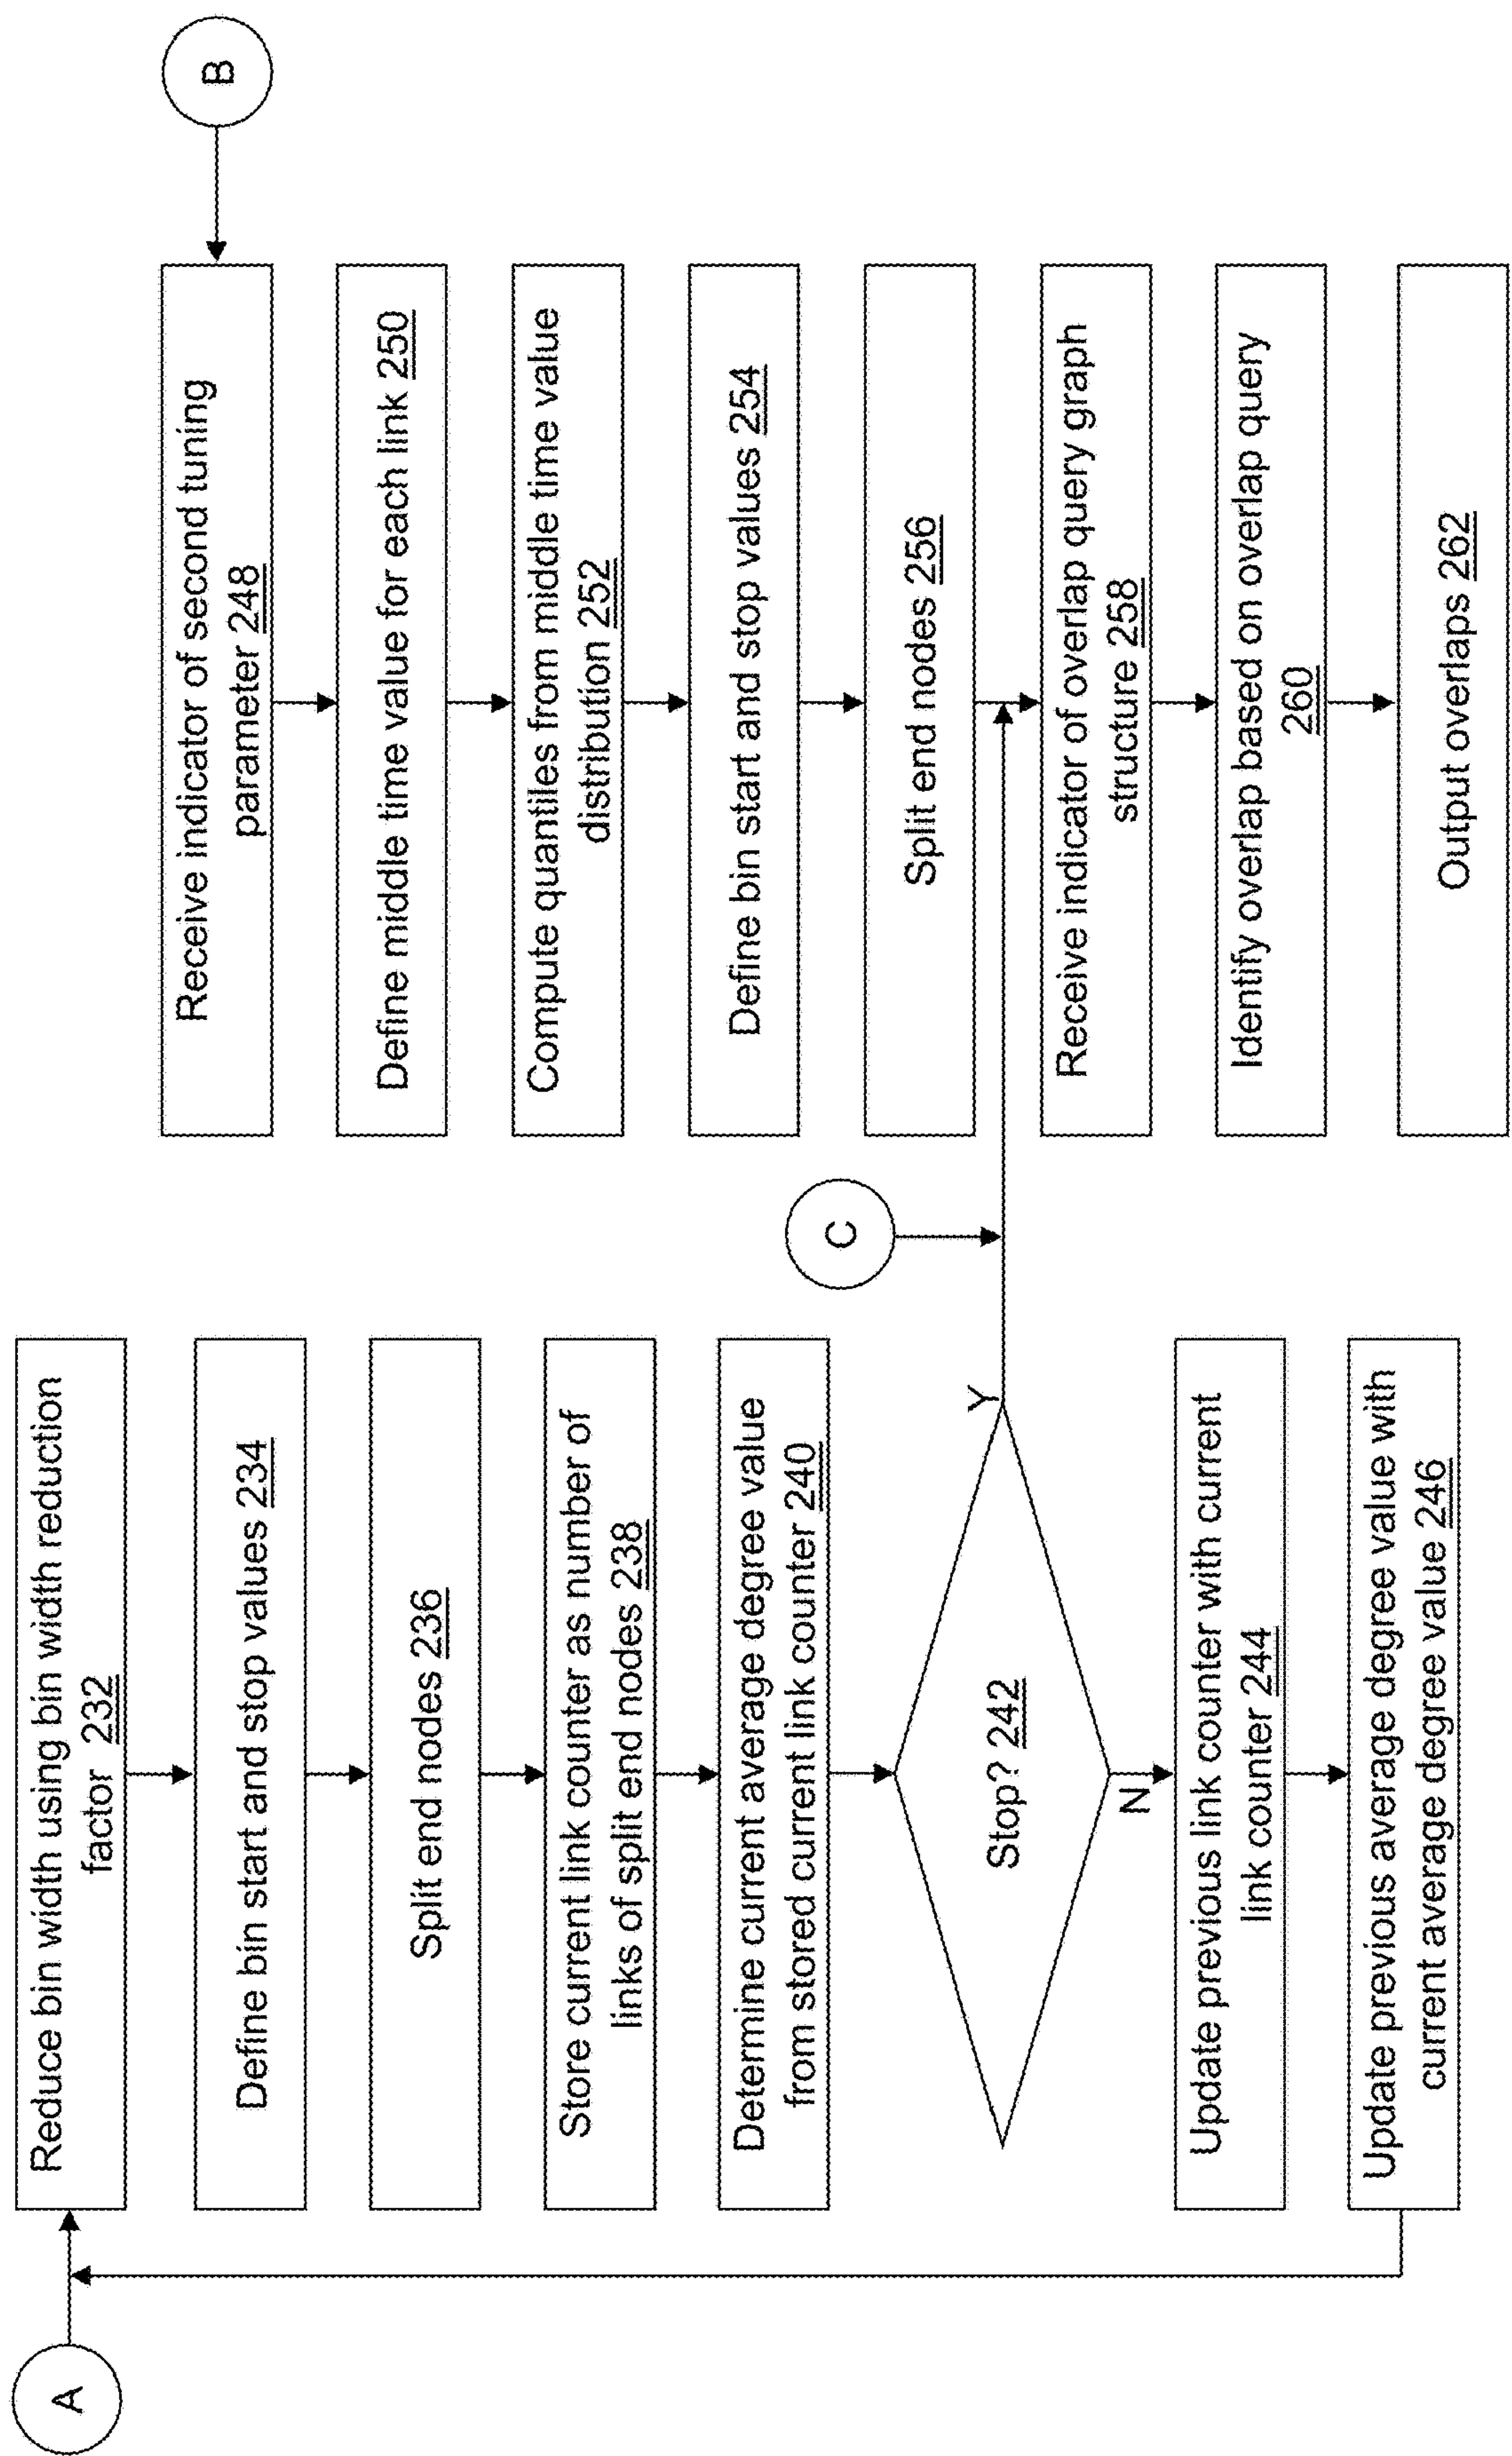 A
Reduce bin width using bin width reduction
factor 232
Define bin start and stop values 234
Split end nodes 236
Store current link counter as number of
links of split end nodes 238
Determine current average degree value
from stored current link counter 240
Stop? 242
Y
N
Update previous link counter with current
link counter 244
Update previous average degree value with
current average degree value 246
C
B
Receive indicator of second tuning
parameter 248
Define middle time value for each link 250
Compute quantiles from middle time value
distribution 252
Define bin start and stop values 254
Split end nodes 256
Receive indicator of overlap query graph
structure 258
Identify overlap based on overlap query
260
Output overlaps 262